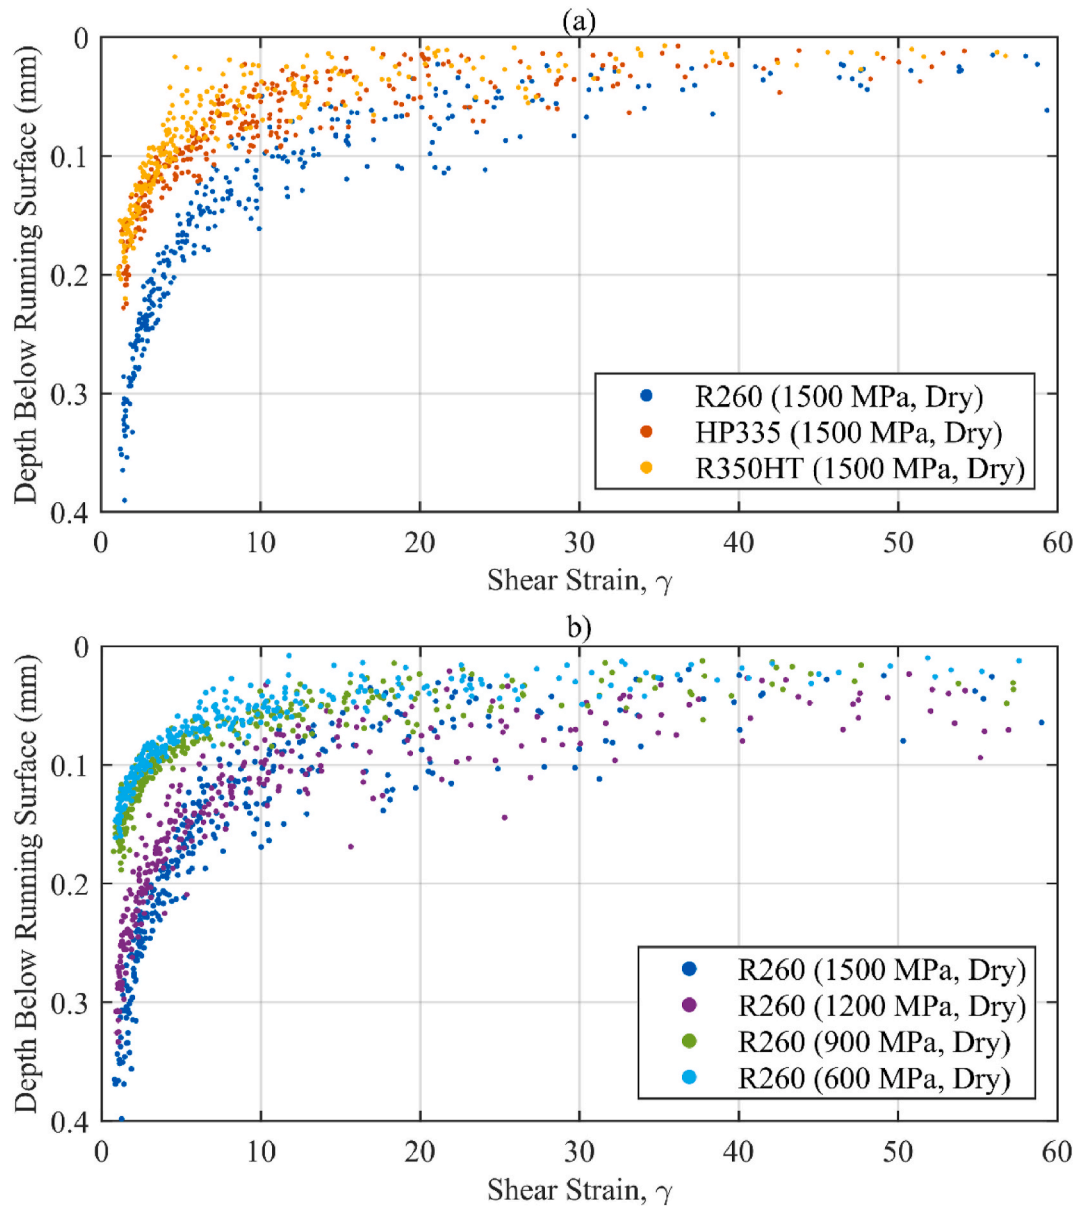 (a)
0
0.1
0.2
0.3
0.4
Depth Below Running Surface (mm)
R260 (1500 MPa, Dry)
HP335 (1500 MPa, Dry)
R350HT (1500 MPa, Dry)
0 10 20 30 40 50 60
Shear Strain, γ
b)
0
0.1
0.2
0.3
0.4
Depth Below Running Surface (mm)
R260 (1500 MPa, Dry)
R260 (1200 MPa, Dry)
R260 (900 MPa, Dry)
R260 (600 MPa, Dry)
0 10 20 30 40 50 60
Shear Strain, γ